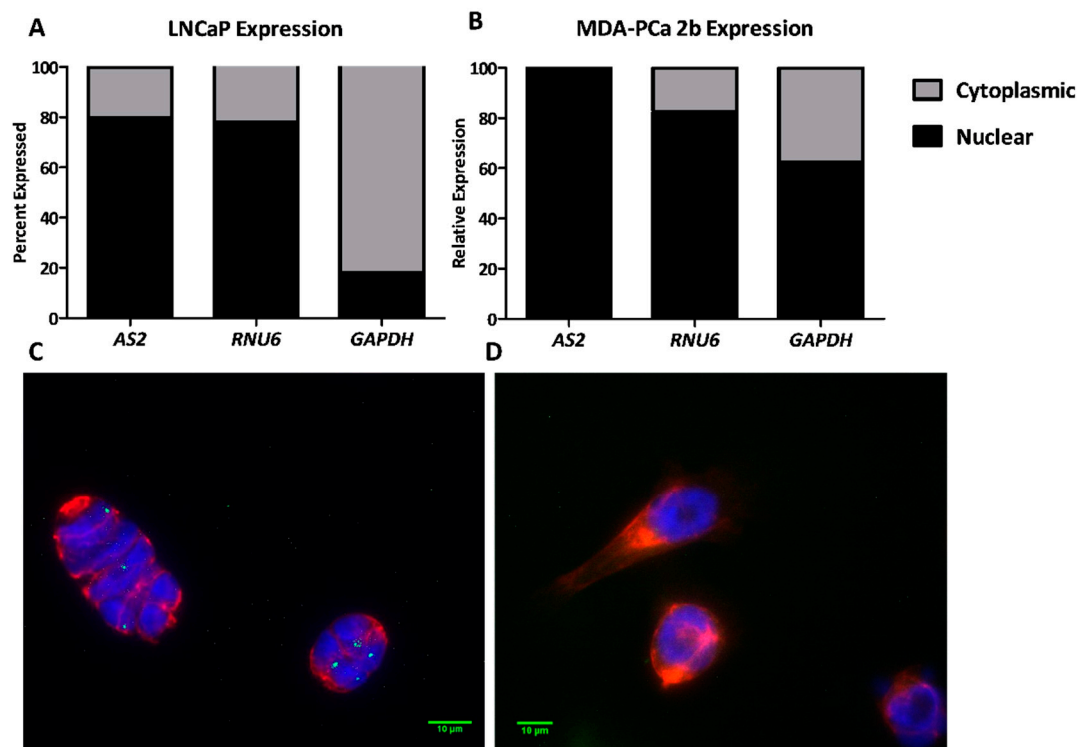 A
LNCaP Expression
Percent Expressed
100
80
60
40
20
0
AS2
RNU6
GAPDH
B
MDA-PCa 2b Expression
Relative Expression
100
80
60
40
20
0
AS2
RNU6
GAPDH
Cytoplasmic
Nuclear
C
10 µm
D
10 µm